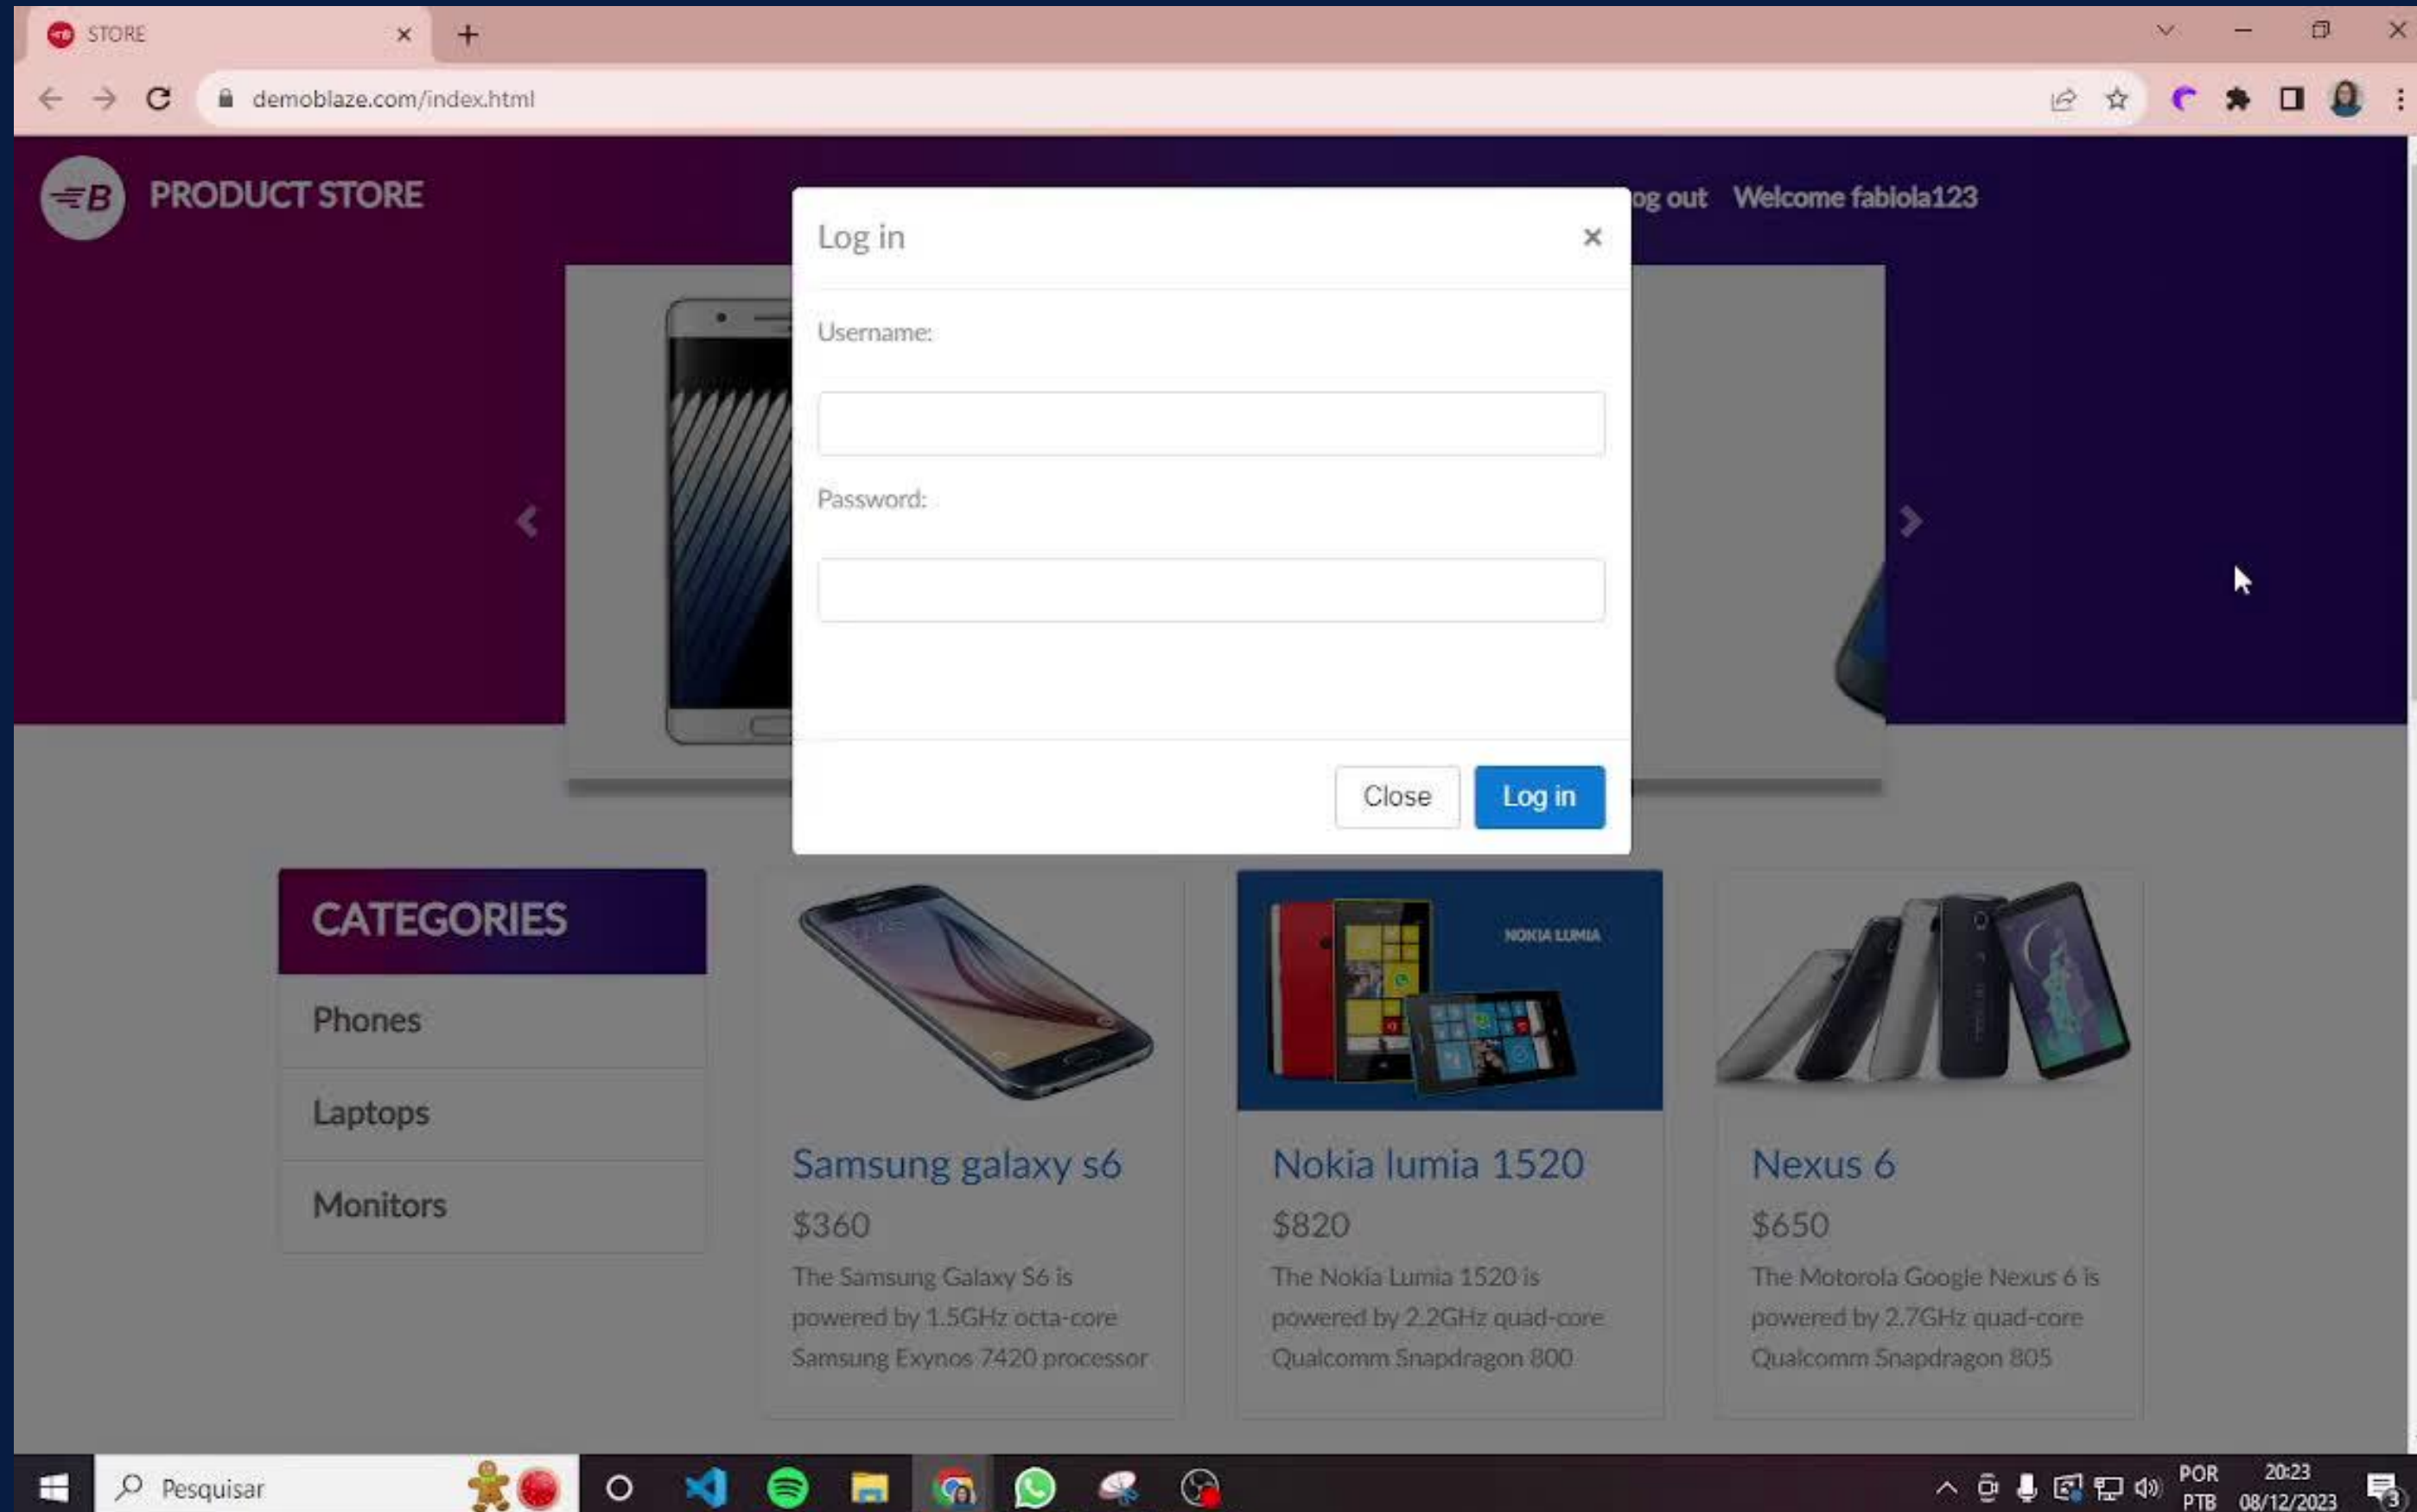 STORE
demoblaze.com/index.html
B PRODUCT STORE
og out Welcome fabiola123
Log in ×
Username:
Password:
Close Log in
CATEGORIES
Phones
Laptops
Monitors
NOKIA LUMIA
Samsung galaxy s6
$360
The Samsung Galaxy S6 is
powered by 1.5GHz octa-core
Samsung Exynos 7420 processor
Nokia lumia 1520
$820
The Nokia Lumia 1520 is
powered by 2.2GHz quad-core
Qualcomm Snapdragon 800
Nexus 6
$650
The Motorola Google Nexus 6 is
powered by 2.7GHz quad-core
Qualcomm Snapdragon 805
Pesquisar
POR
PTB
20:23
08/12/2023
3